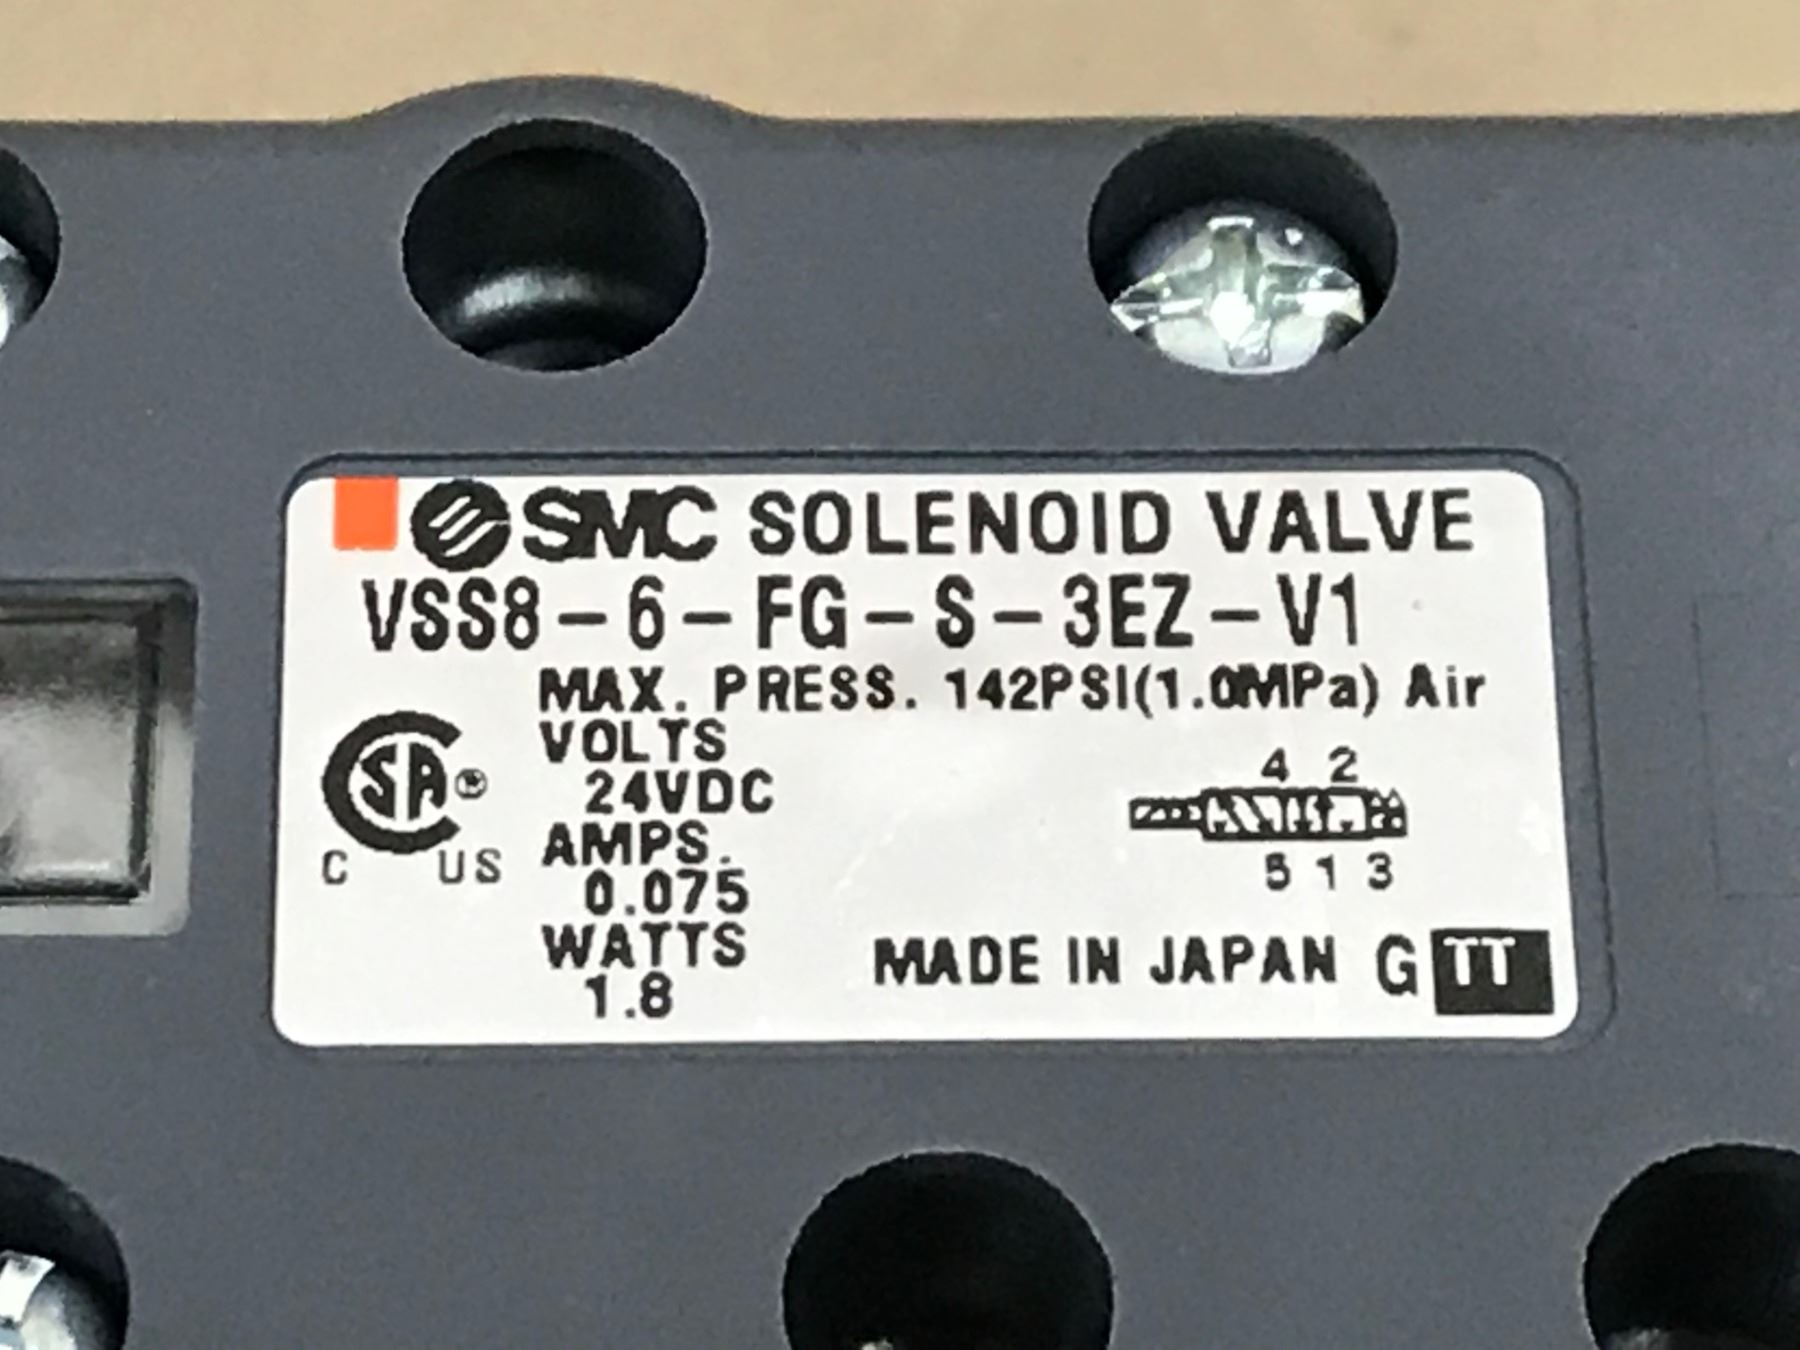 SMC SOLENOID VALVE
VSS8-6-FG-S-3EZ-V1
MAX. PRESS. 142PSI(1.0MPa) Air
VOLTS
24VDC
AMPS.
0.075
WATTS
1.8
CSA®
C US
4 2
5 1 3
MADE IN JAPAN G TT